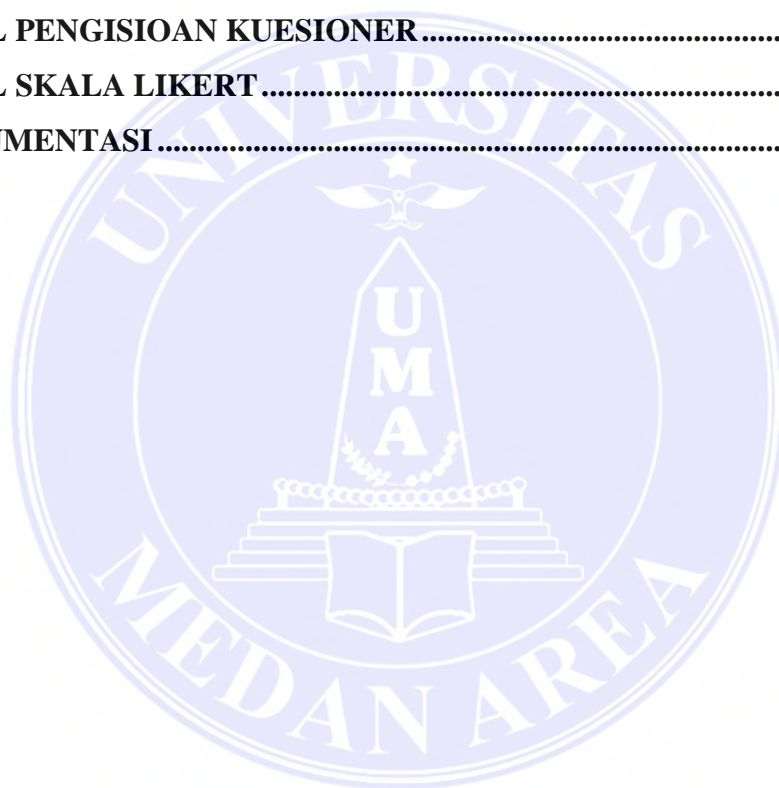 L PENGISIOAN KUESIONER........................................................
L SKALA LIKERT.......................................................................
UMENTASI....................................................................................
UNIVERSITAS
U
M
A
MEDAN AREA